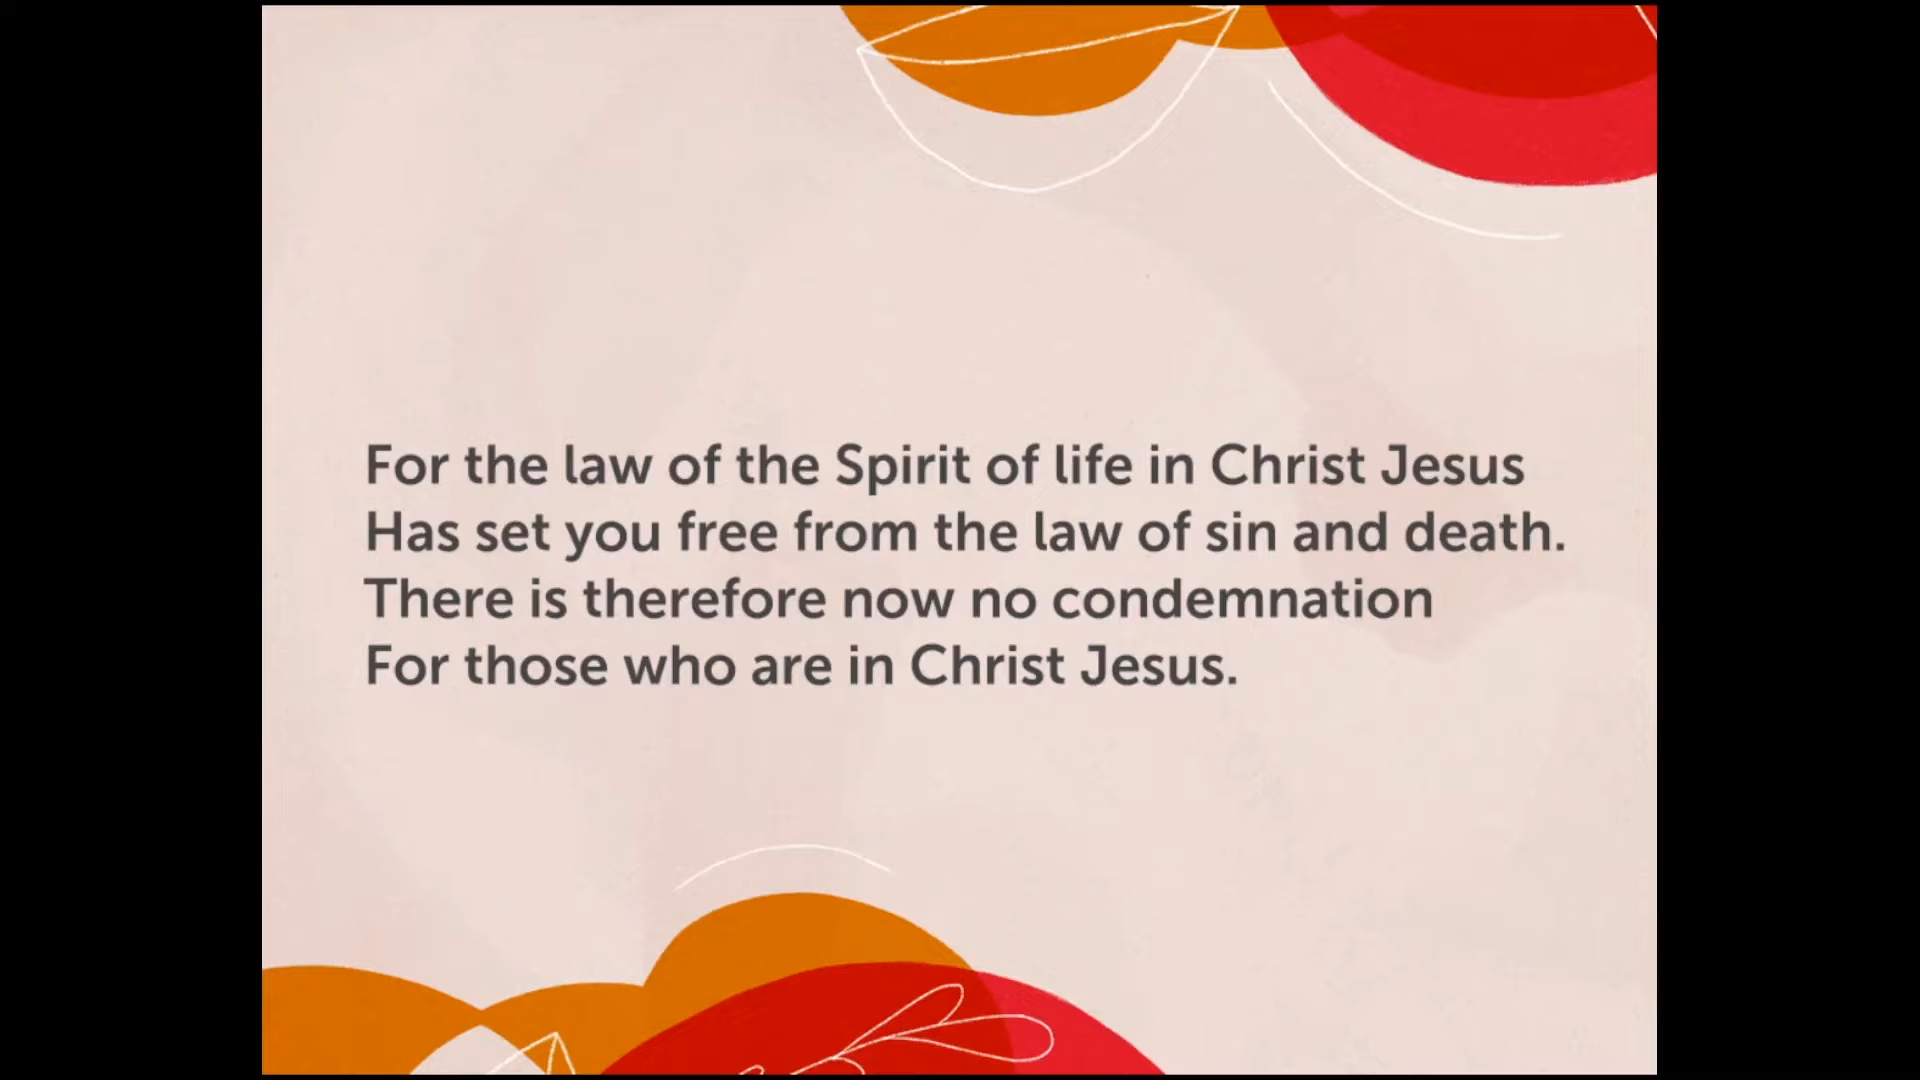 For the law of the Spirit of life in Christ Jesus
Has set you free from the law of sin and death.
There is therefore now no condemnation
For those who are in Christ Jesus.